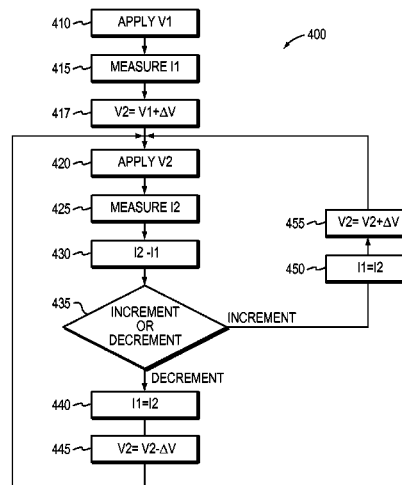 410 APPLY V1
400
415 MEASURE I1
417 V2= V1+ΔV
420 APPLY V2
425 MEASURE I2
430 I2 -I1
435 INCREMENT
OR
DECREMENT
INCREMENT
455 V2= V2+ΔV
450 I1=I2
DECREMENT
440 I1=I2
445 V2= V2-ΔV